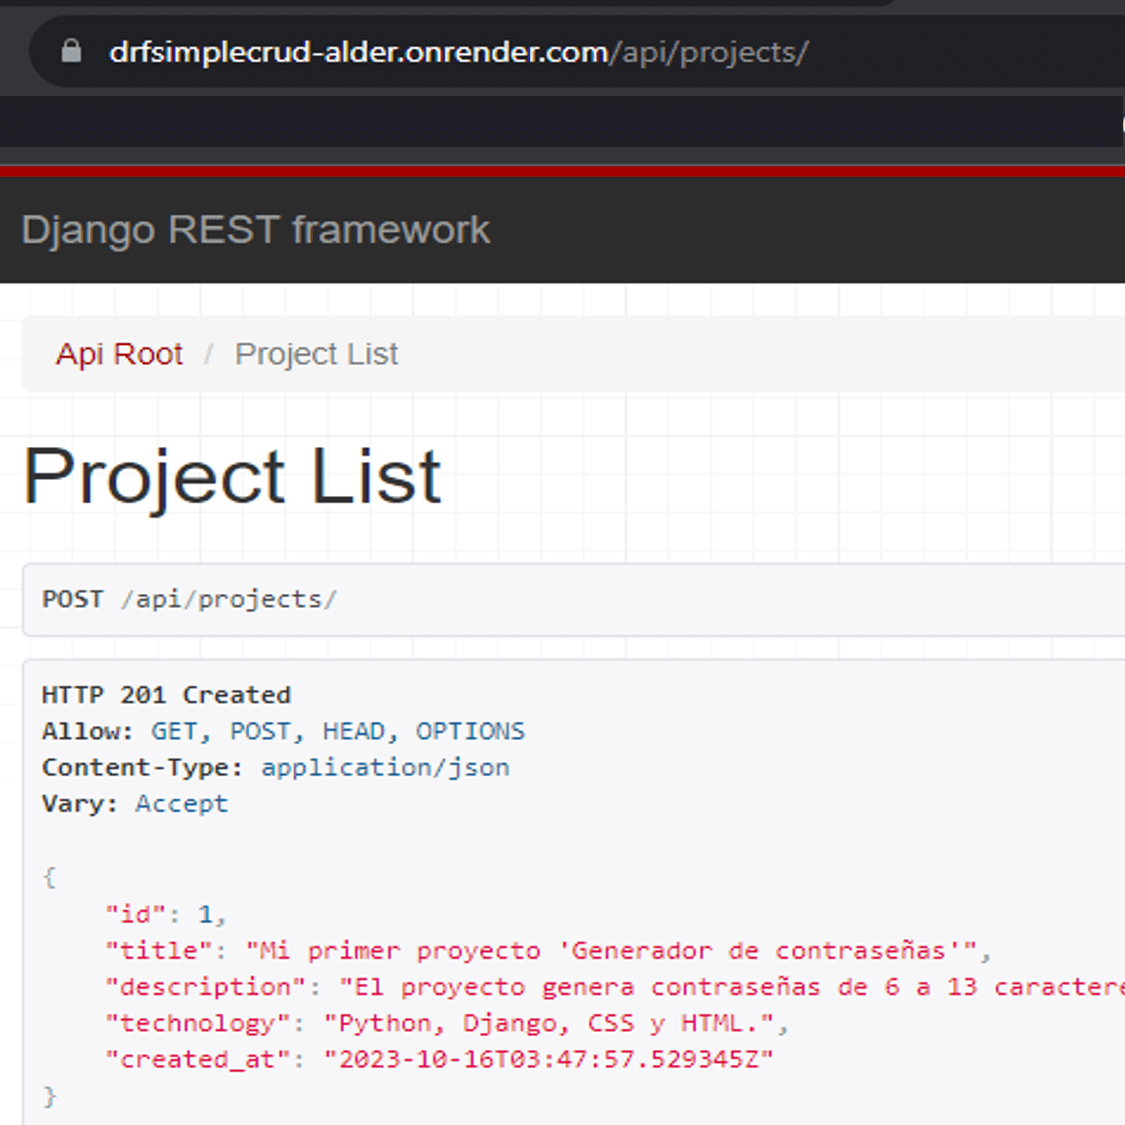 drfsimplecrud-alder.onrender.com/api/projects/
Django REST framework
Api Root / Project List
Project List
POST /api/projects/
HTTP 201 Created
Allow: GET, POST, HEAD, OPTIONS
Content-Type: application/json
Vary: Accept
{
"id": 1,
"title": "Mi primer proyecto 'Generador de contraseñas'",
"description": "El proyecto genera contraseñas de 6 a 13 caractere
"technology": "Python, Django, CSS y HTML.",
"created_at": "2023-10-16T03:47:57.529345Z"
}